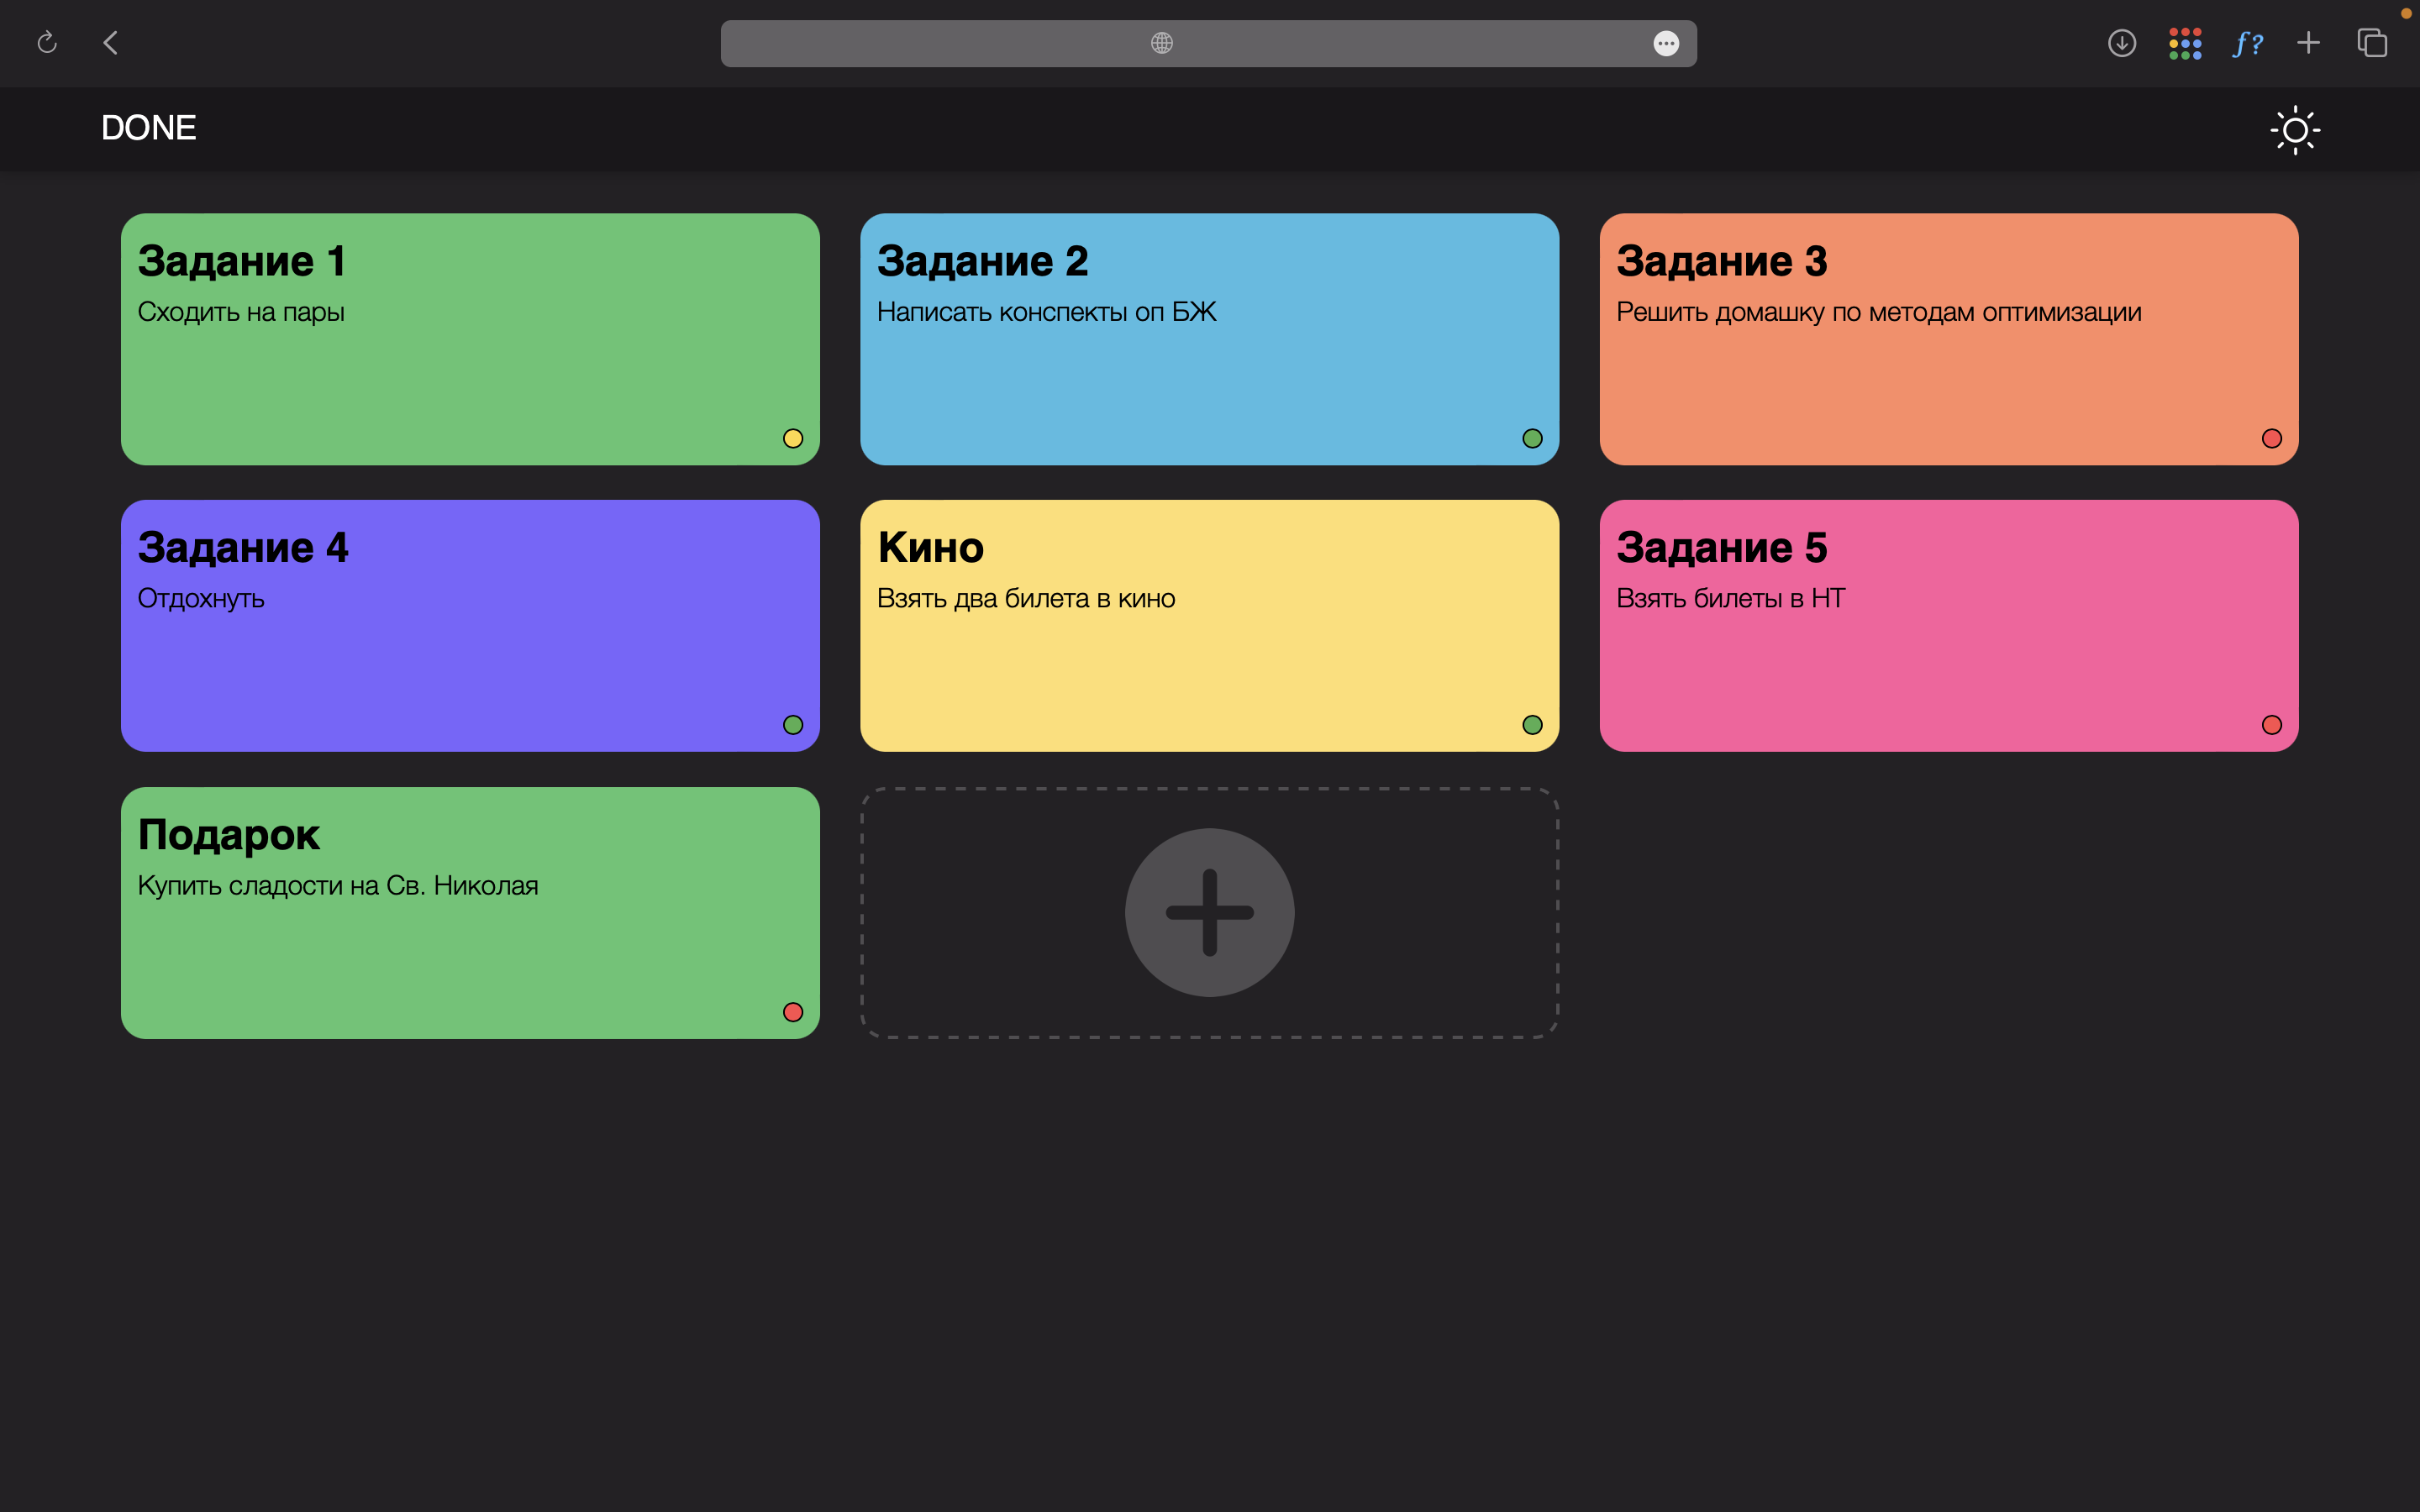 f?
DONE
Задание 1
Сходить на пары
Задание 2
Написать конспекты оп БЖ
Задание 3
Решить домашку по методам оптимизации
Задание 4
Отдохнуть
Кино
Взять два билета в кино
Задание 5
Взять билеты в НТ
Подарок
Купить сладости на Св. Николая